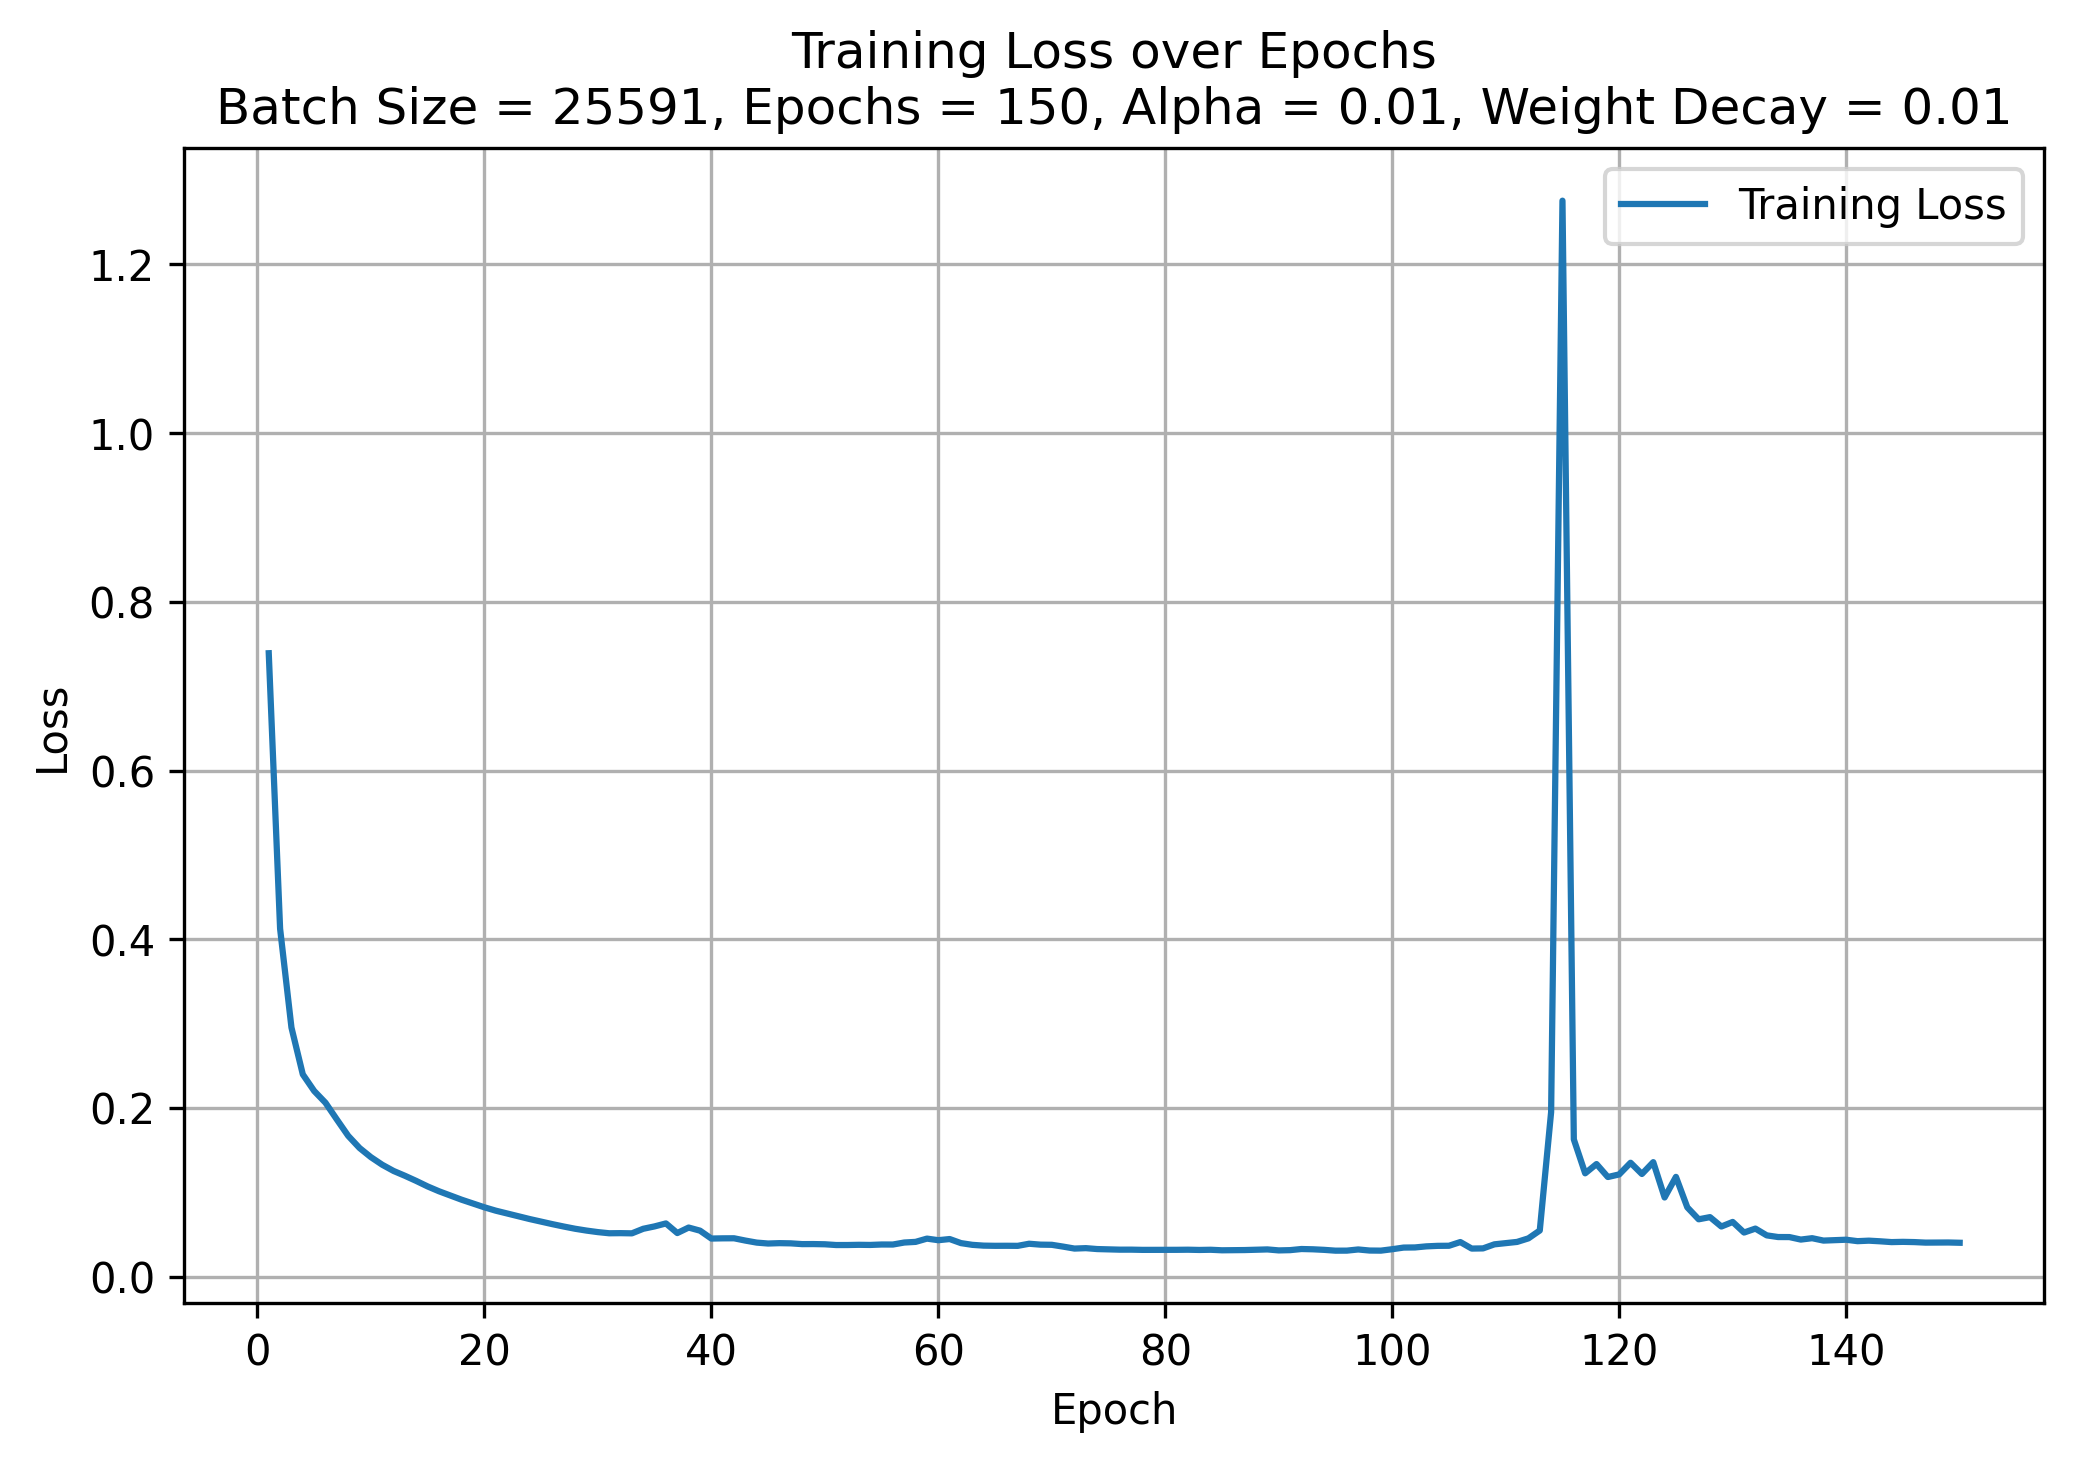 Training Loss over Epochs
Batch Size = 25591, Epochs = 150, Alpha = 0.01, Weight Decay = 0.01
Training Loss
1.2
1.0
0.8
0.6
0.4
0.2
0.0
Loss
0 20 40 60 80 100 120 140
Epoch